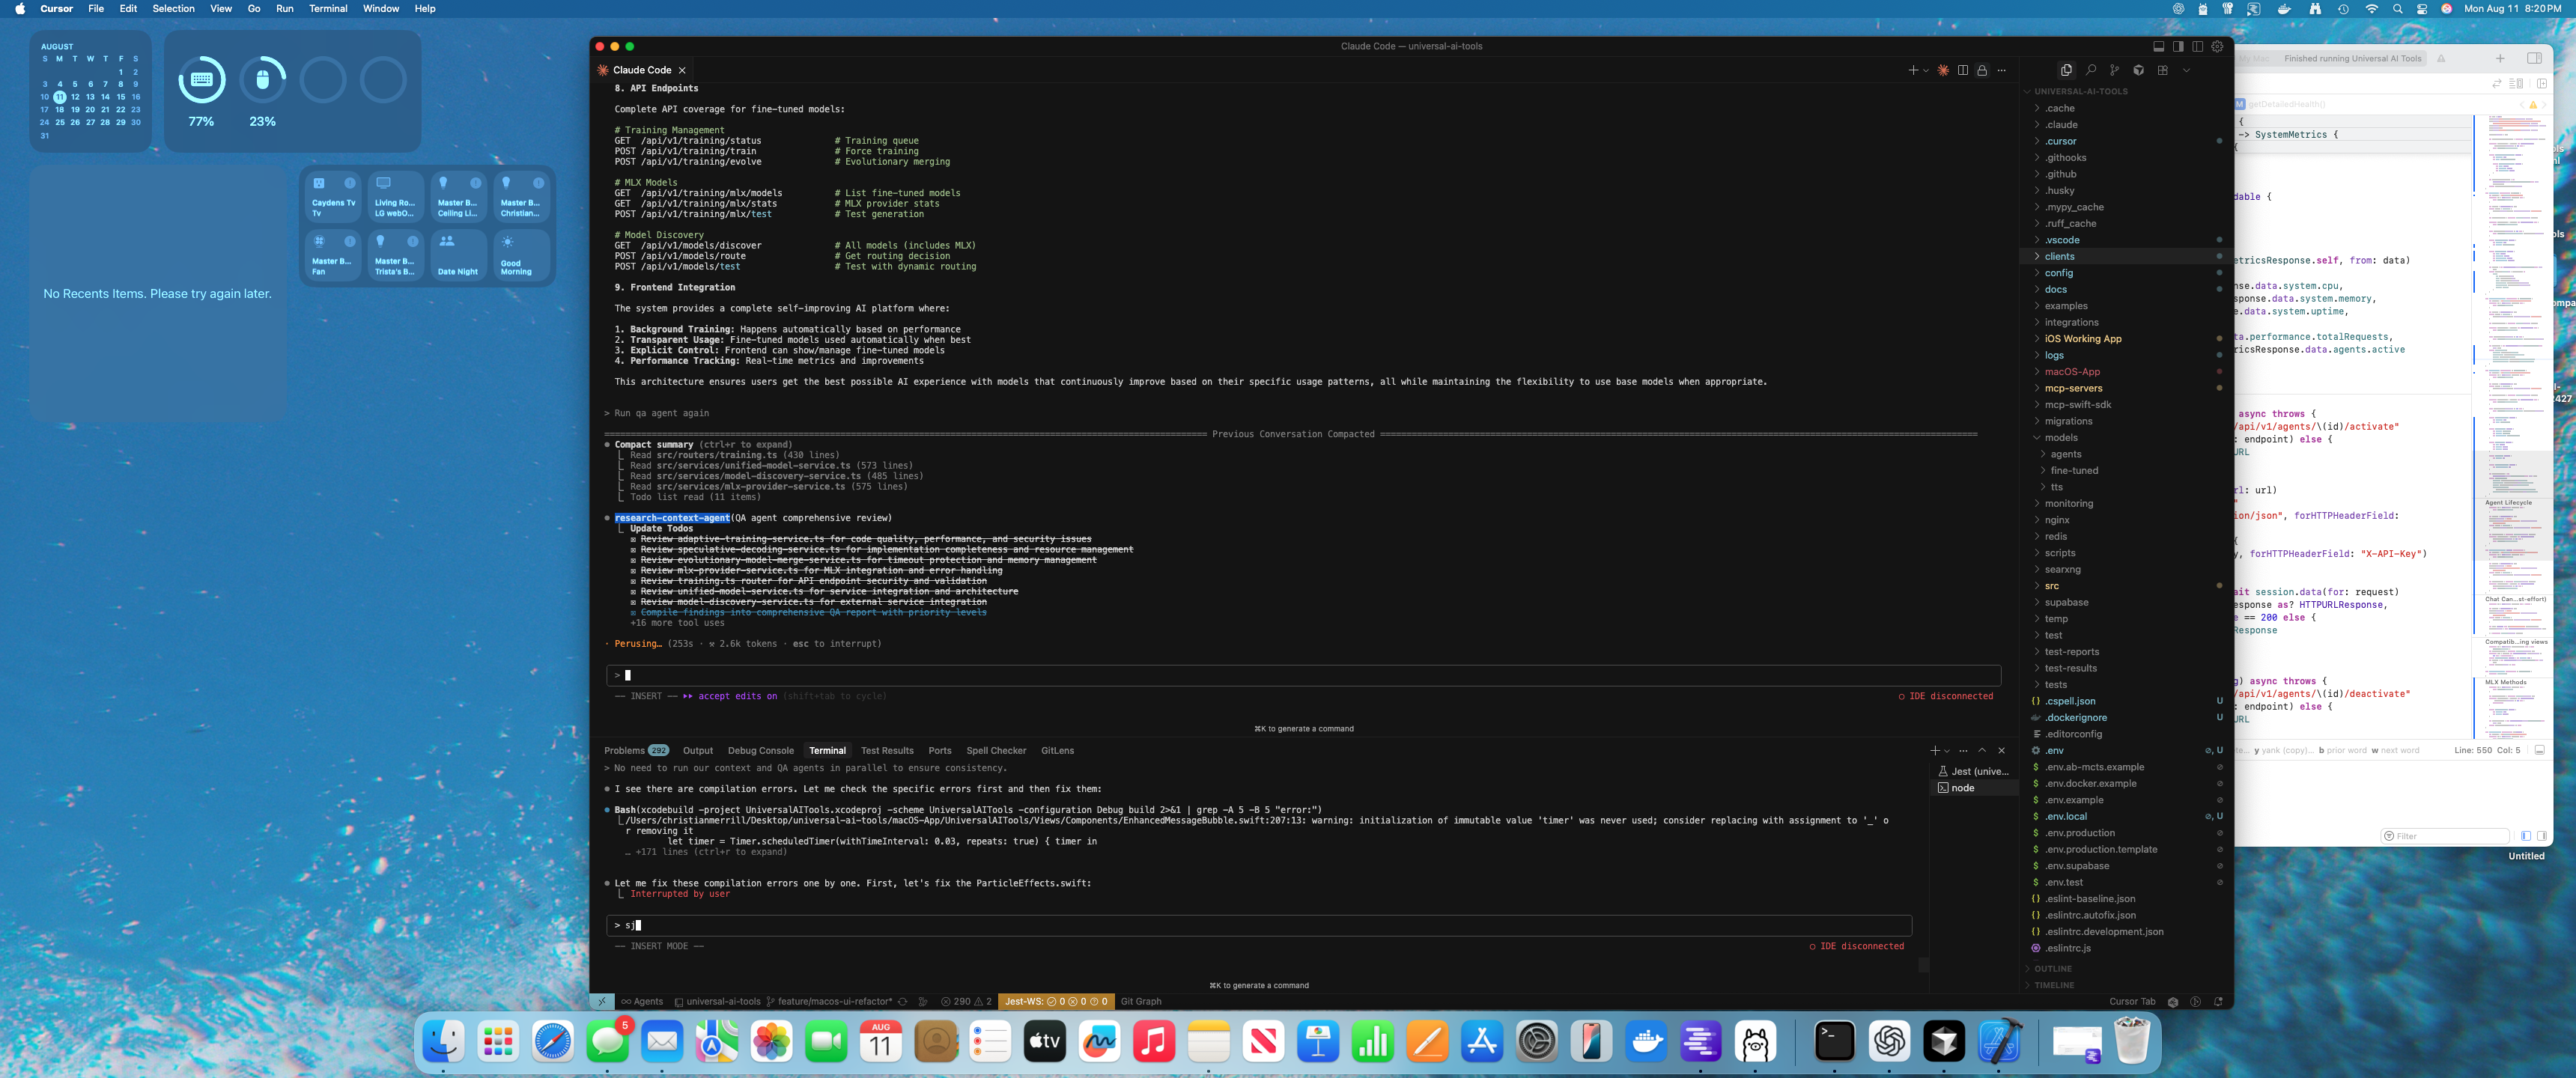 Cursor File Edit Selection View Go Run Terminal Window Help
Mon Aug 11 8:20 PM
AUGUST
S M T W T F S
1 2
3 4 5 6 7 8 9
10 11 12 13 14 15 16
17 18 19 20 21 22 23
24 25 26 27 28 29 30
31
77% 23%
Caydens Tv
Tv
Living Ro...
LG webO...
Master B...
Ceiling Li...
Master B...
Christian...
Master B...
Fan
Master B...
Trista's B...
Date Night
Good
Morning
No Recents Items. Please try again later.
Claude Code — universal-ai-tools
Claude Code
8. API Endpoints
Complete API coverage for fine-tuned models:
# Training Management
GET /api/v1/training/status # Training queue
POST /api/v1/training/train # Force training
POST /api/v1/training/evolve # Evolutionary merging
# MLX Models
GET /api/v1/training/mlx/models # List fine-tuned models
GET /api/v1/training/mlx/stats # MLX provider stats
POST /api/v1/training/mlx/test # Test generation
# Model Discovery
GET /api/v1/models/discover # All models (includes MLX)
POST /api/v1/models/route # Get routing decision
POST /api/v1/models/test # Test with dynamic routing
9. Frontend Integration
The system provides a complete self-improving AI platform where:
1. Background Training: Happens automatically based on performance
2. Transparent Usage: Fine-tuned models used automatically when best
3. Explicit Control: Frontend can show/manage fine-tuned models
4. Performance Tracking: Real-time metrics and improvements
This architecture ensures users get the best possible AI experience with models that continuously improve based on their specific usage patterns, all while maintaining the flexibility to use base models when appropriate.
> Run qa agent again
Previous Conversation Compacted
Compact summary (ctrl+r to expand)
Read src/routers/training.ts (430 lines)
Read src/services/unified-model-service.ts (573 lines)
Read src/services/model-discovery-service.ts (485 lines)
Read src/services/mlx-provider-service.ts (575 lines)
Todo list read (11 items)
research-context-agent(QA agent comprehensive review)
Update Todos
Review adaptive-training-service.ts for code quality, performance, and security issues
Review speculative-decoding-service.ts for implementation completeness and resource management
Review evolutionary-model-merge-service.ts for timeout protection and memory management
Review mlx-provider-service.ts for MLX integration and error handling
Review training.ts router for API endpoint security and validation
Review unified-model-service.ts for service integration and architecture
Review model-discovery-service.ts for external service integration
Compile findings into comprehensive QA report with priority levels
+16 more tool uses
· Perusing… (253s · 2.6k tokens · esc to interrupt)
>
-- INSERT -- accept edits on (shift+tab to cycle)
IDE disconnected
⌘K to generate a command
Problems 292 Output Debug Console Terminal Test Results Ports Spell Checker GitLens
> No need to run our context and QA agents in parallel to ensure consistency.
I see there are compilation errors. Let me check the specific errors first and then fix them:
Bash(xcodebuild -project UniversalAITools.xcodeproj -scheme UniversalAITools -configuration Debug build 2>&1 | grep -A 5 -B 5 "error:")
/Users/christianmerrill/Desktop/universal-ai-tools/macOS-App/UniversalAITools/Views/Components/EnhancedMessageBubble.swift:207:13: warning: initialization of immutable value 'timer' was never used; consider replacing with assignment to '_' o
r removing it
let timer = Timer.scheduledTimer(withTimeInterval: 0.03, repeats: true) { timer in
… +171 lines (ctrl+r to expand)
Let me fix these compilation errors one by one. First, let's fix the ParticleEffects.swift:
Interrupted by user
> sj
-- INSERT MODE --
IDE disconnected
⌘K to generate a command
Jest (unive...
node
Agents universal-ai-tools feature/macos-ui-refactor* 290 2 Jest-WS: 0 0 0 Git Graph
Cursor Tab
UNIVERSAL-AI-TOOLS
.cache
.claude
.cursor
.githooks
.github
.husky
.mypy_cache
.ruff_cache
.vscode
clients
config
docs
examples
integrations
iOS Working App
logs
macOS-App
mcp-servers
mcp-swift-sdk
migrations
models
agents
fine-tuned
tts
monitoring
nginx
redis
scripts
searxng
src
supabase
temp
test
test-reports
test-results
tests
.cspell.json U
.dockerignore U
.editorconfig
.env U
.env.ab-mcts.example
.env.docker.example
.env.example
.env.local U
.env.production
.env.production.template
.env.supabase
.env.test
.eslint-baseline.json
.eslintrc.autofix.json
.eslintrc.development.json
.eslintrc.js
OUTLINE
TIMELINE
My Mac Finished running Universal AI Tools
M getDetailedHealth()
{
-> SystemMetrics {
{
dable {
etricsResponse.self, from: data)
nse.data.system.cpu,
sponse.data.system.memory,
e.data.system.uptime,
ta.performance.totalRequests,
ricsResponse.data.agents.active
async throws {
/api/v1/agents/\(id)/activate"
: endpoint) else {
URL
rl: url)
ion/json", forHTTPHeaderField:
{
y, forHTTPHeaderField: "X-API-Key")
ait session.data(for: request)
esponse as? HTTPURLResponse,
e == 200 else {
Response
g) async throws {
/api/v1/agents/\(id)/deactivate"
: endpoint) else {
URL
Agent Lifecycle
Chat Can...st-effort)
Compatib...ing views
MLX Methods
y yank (copy)... b prior word w next word
Line: 550 Col: 5
Filter
Untitled
5
AUG
11
tv